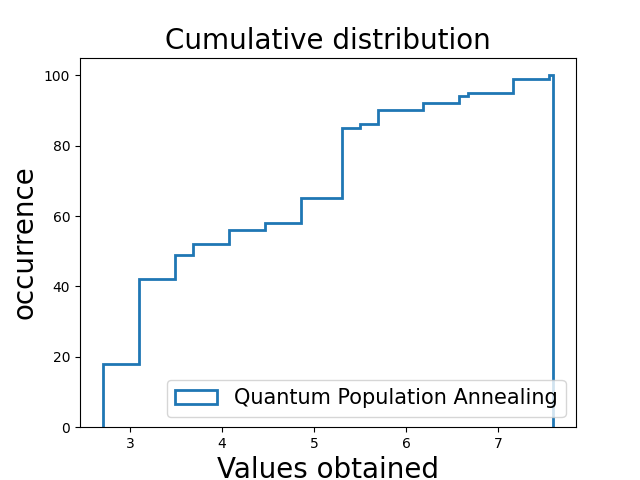 Cumulative distribution
100
80
60
40
20
0
occurrence
3 4 5 6 7
Values obtained
Quantum Population Annealing